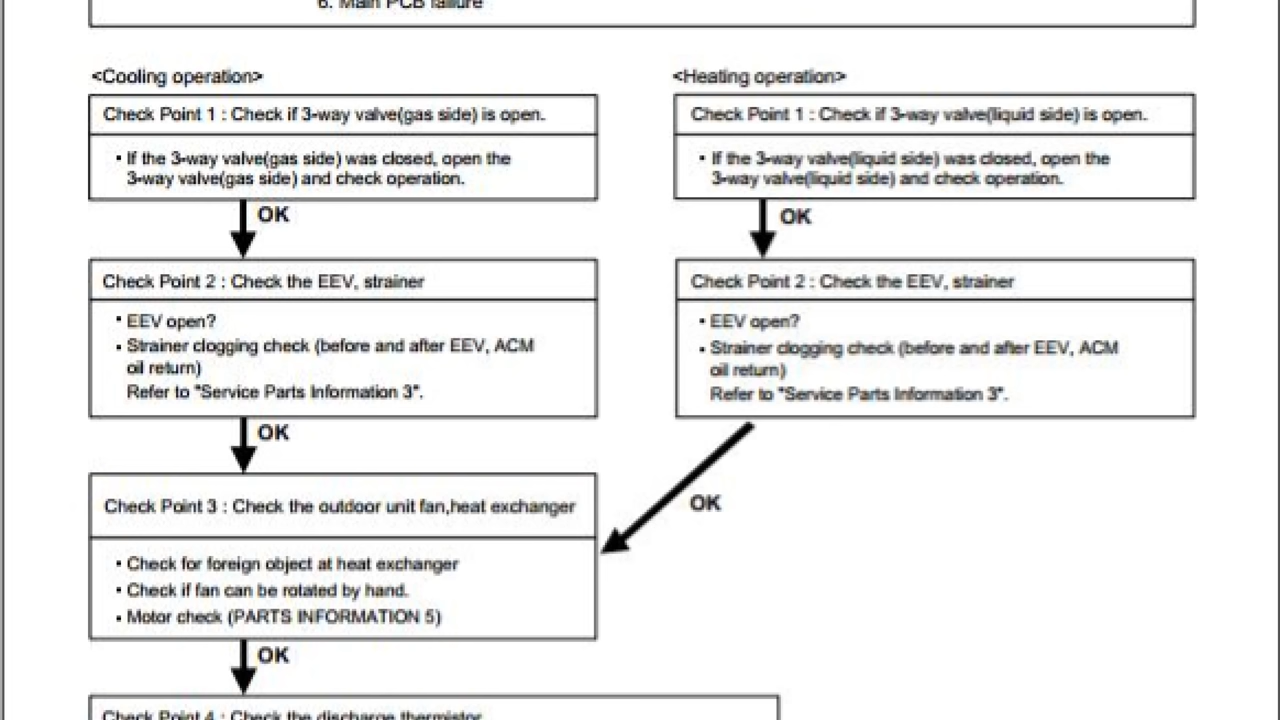 6. Main PCB failure
<Cooling operation>
Check Point 1 : Check if 3-way valve(gas side) is open.
• If the 3-way valve(gas side) was closed, open the
3-way valve(gas side) and check operation.
OK
Check Point 2 : Check the EEV, strainer
• EEV open?
• Strainer clogging check (before and after EEV, ACM
oil return)
Refer to "Service Parts Information 3".
OK
<Heating operation>
Check Point 1 : Check if 3-way valve(liquid side) is open.
• If the 3-way valve(liquid side) was closed, open the
3-way valve(liquid side) and check operation.
OK
Check Point 2 : Check the EEV, strainer
• EEV open?
• Strainer clogging check (before and after EEV, ACM
oil return)
Refer to "Service Parts Information 3".
OK
Check Point 3 : Check the outdoor unit fan,heat exchanger
• Check for foreign object at heat exchanger
• Check if fan can be rotated by hand.
• Motor check (PARTS INFORMATION 5)
OK
Check Point 4 : Check the discharge thermistor